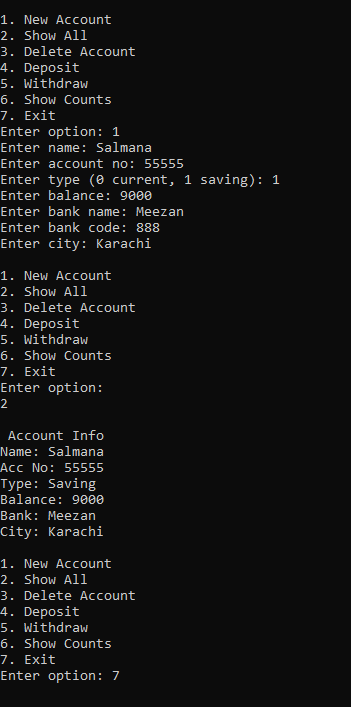 1. New Account
2. Show All
3. Delete Account
4. Deposit
5. Withdraw
6. Show Counts
7. Exit
Enter option: 1
Enter name: Salmana
Enter account no: 55555
Enter type (0 current, 1 saving): 1
Enter balance: 9000
Enter bank name: Meezan
Enter bank code: 888
Enter city: Karachi
1. New Account
2. Show All
3. Delete Account
4. Deposit
5. Withdraw
6. Show Counts
7. Exit
Enter option:
2
Account Info
Name: Salmana
Acc No: 55555
Type: Saving
Balance: 9000
Bank: Meezan
City: Karachi
1. New Account
2. Show All
3. Delete Account
4. Deposit
5. Withdraw
6. Show Counts
7. Exit
Enter option: 7